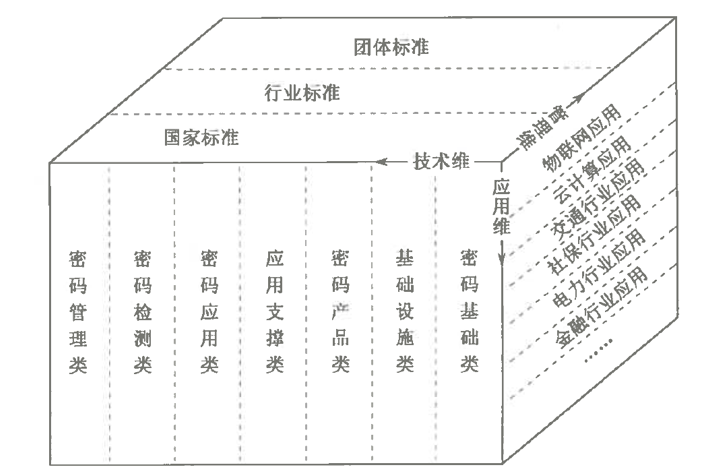 团体标准
行业标准
国家标准
技术维
管理维
应用维
密码管理类
密码检测类
密码应用类
应用支撑类
密码产品类
基础设施类
密码基础类
物联网应用
云计算应用
交通行业应用
社保行业应用
电力行业应用
金融行业应用
……